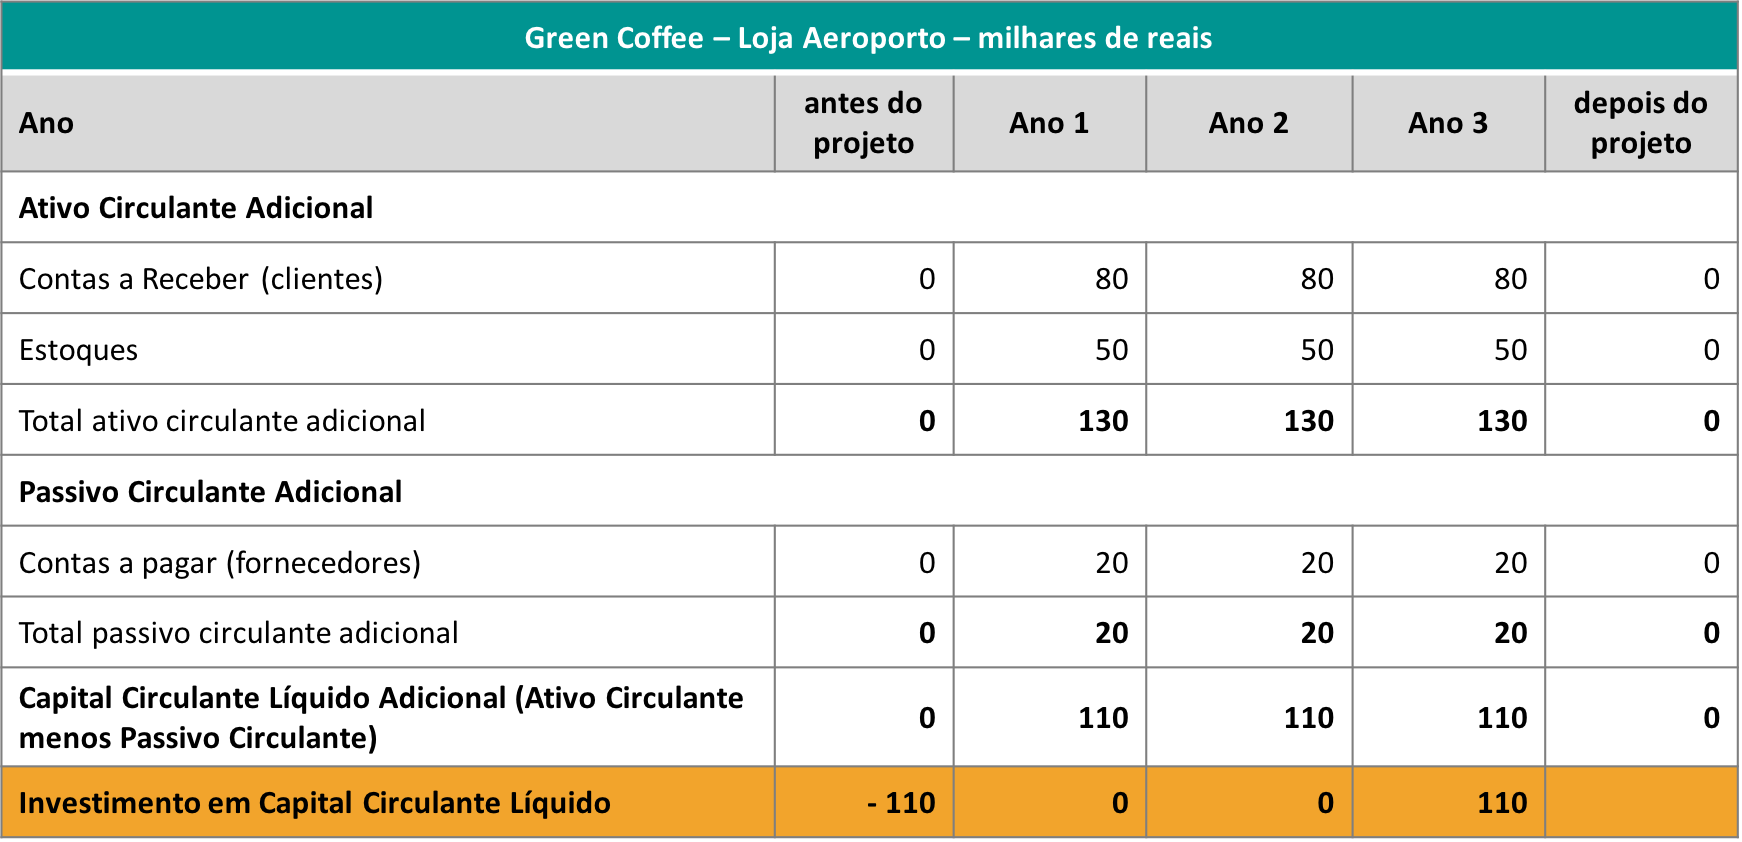 Green Coffee – Loja Aeroporto – milhares de reais
Ano antes do projeto Ano 1 Ano 2 Ano 3 depois do projeto
Ativo Circulante Adicional
Contas a Receber (clientes) 0 80 80 80 0
Estoques 0 50 50 50 0
Total ativo circulante adicional 0 130 130 130 0
Passivo Circulante Adicional
Contas a pagar (fornecedores) 0 20 20 20 0
Total passivo circulante adicional 0 20 20 20 0
Capital Circulante Líquido Adicional (Ativo Circulante menos Passivo Circulante) 0 110 110 110 0
Investimento em Capital Circulante Líquido - 110 0 0 110